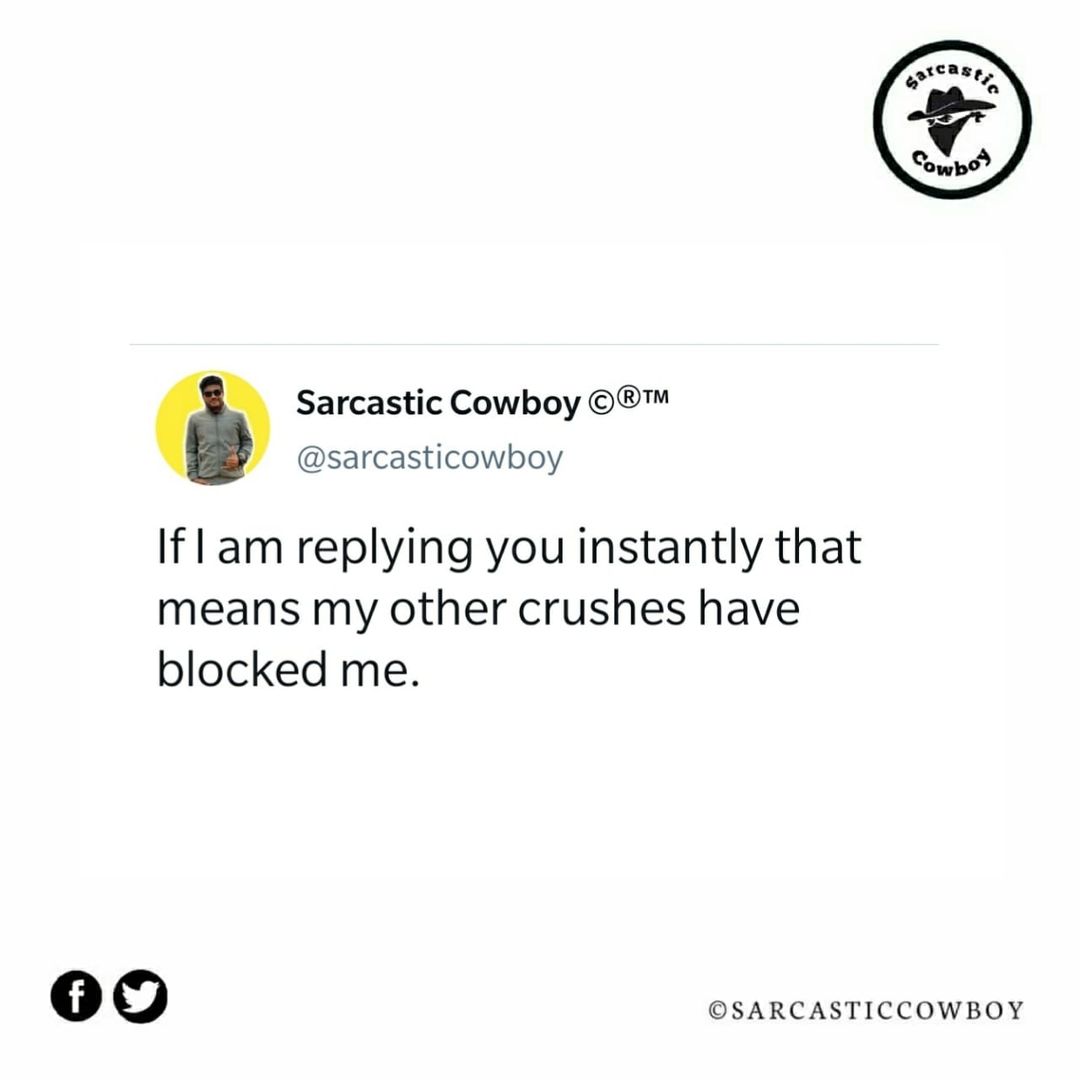 Sarcastic
Cowboy
Sarcastic Cowboy ©®™
@sarcasticowboy
If I am replying you instantly that
means my other crushes have
blocked me.
©SARCASTICCOWBOY